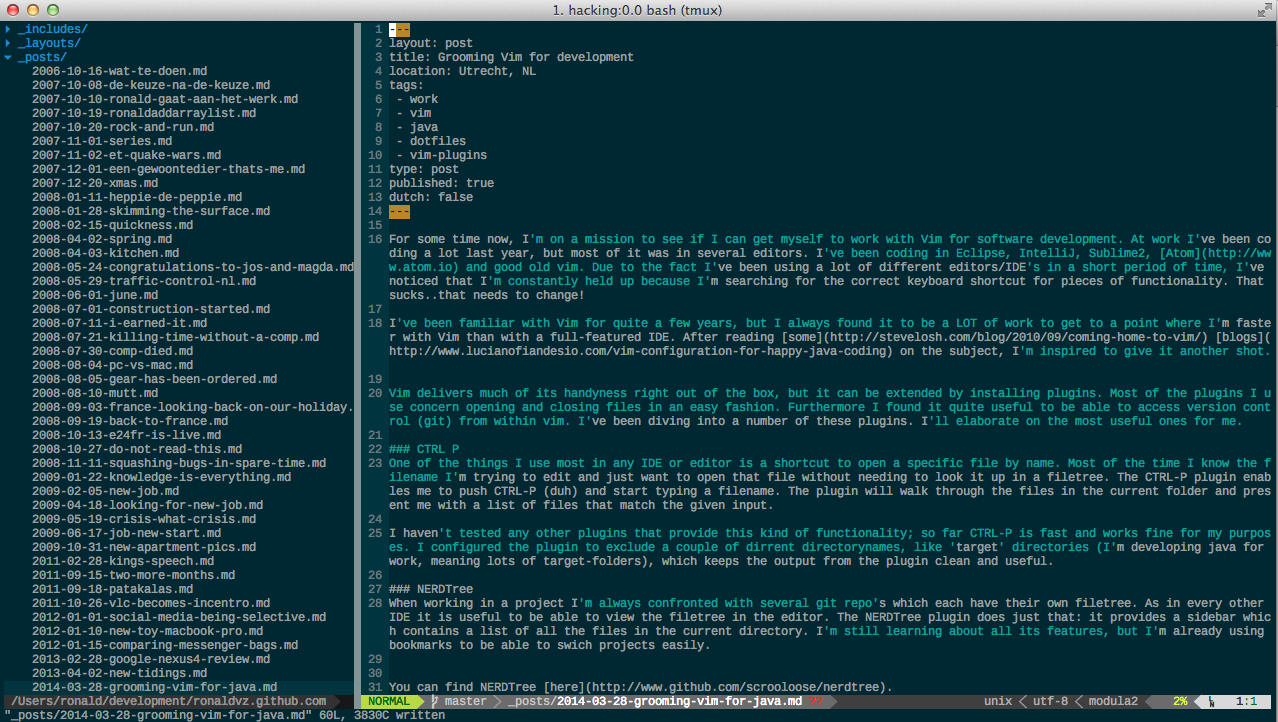 1. hacking:0.0 bash (tmux)
_includes/
_layouts/
_posts/
2006-10-16-wat-te-doen.md
2007-10-08-de-keuze-na-de-keuze.md
2007-10-10-ronald-gaat-aan-het-werk.md
2007-10-19-ronaldaddarraylist.md
2007-10-20-rock-and-run.md
2007-11-01-series.md
2007-11-02-et-quake-wars.md
2007-12-01-een-gewoontedier-thats-me.md
2007-12-20-xmas.md
2008-01-11-heppie-de-peppie.md
2008-01-28-skimming-the-surface.md
2008-02-15-quickness.md
2008-04-02-spring.md
2008-04-03-kitchen.md
2008-05-24-congratulations-to-jos-and-magda.md
2008-05-29-traffic-control-nl.md
2008-06-01-june.md
2008-07-01-construction-started.md
2008-07-11-i-earned-it.md
2008-07-21-killing-time-without-a-comp.md
2008-07-30-comp-died.md
2008-08-04-pc-vs-mac.md
2008-08-05-gear-has-been-ordered.md
2008-08-10-mutt.md
2008-09-03-france-looking-back-on-our-holiday.
2008-09-19-back-to-france.md
2008-10-13-e24fr-is-live.md
2008-10-27-do-not-read-this.md
2008-11-11-squashing-bugs-in-spare-time.md
2009-01-22-knowledge-is-everything.md
2009-02-05-new-job.md
2009-04-18-looking-for-new-job.md
2009-05-19-crisis-what-crisis.md
2009-06-17-job-new-start.md
2009-10-31-new-apartment-pics.md
2011-02-28-kings-speech.md
2011-09-15-two-more-months.md
2011-09-18-patakalas.md
2011-10-26-vlc-becomes-incentro.md
2012-01-01-social-media-being-selective.md
2012-01-10-new-toy-macbook-pro.md
2012-01-15-comparing-messenger-bags.md
2013-02-28-google-nexus4-review.md
2013-04-02-new-tidings.md
2014-03-28-grooming-vim-for-java.md
/Users/ronald/development/ronaldvz.github.com
1 ---
2 layout: post
3 title: Grooming Vim for development
4 location: Utrecht, NL
5 tags:
6 - work
7 - vim
8 - java
9 - dotfiles
10 - vim-plugins
11 type: post
12 published: true
13 dutch: false
14 ---
15
16 For some time now, I'm on a mission to see if I can get myself to work with Vim for software development. At work I've been co
ding a lot last year, but most of it was in several editors. I've been coding in Eclipse, IntelliJ, Sublime2, [Atom](http://ww
w.atom.io) and good old vim. Due to the fact I've been using a lot of different editors/IDE's in a short period of time, I've
noticed that I'm constantly held up because I'm searching for the correct keyboard shortcut for pieces of functionality. That
sucks..that needs to change!
17
18 I've been familiar with Vim for quite a few years, but I always found it to be a LOT of work to get to a point where I'm faste
r with Vim than with a full-featured IDE. After reading [some](http://stevelosh.com/blog/2010/09/coming-home-to-vim/) [blogs](
http://www.lucianofiandesio.com/vim-configuration-for-happy-java-coding) on the subject, I'm inspired to give it another shot.
19
20 Vim delivers much of its handyness right out of the box, but it can be extended by installing plugins. Most of the plugins I u
se concern opening and closing files in an easy fashion. Furthermore I found it quite useful to be able to access version cont
rol (git) from within vim. I've been diving into a number of these plugins. I'll elaborate on the most useful ones for me.
21
22 ### CTRL P
23 One of the things I use most in any IDE or editor is a shortcut to open a specific file by name. Most of the time I know the f
ilename I'm trying to edit and just want to open that file without needing to look it up in a filetree. The CTRL-P plugin enab
les me to push CTRL-P (duh) and start typing a filename. The plugin will walk through the files in the current folder and pres
ent me with a list of files that match the given input.
24
25 I haven't tested any other plugins that provide this kind of functionality; so far CTRL-P is fast and works fine for my purpos
es. I configured the plugin to exclude a couple of dirrent directorynames, like 'target' directories (I'm developing java for
work, meaning lots of target-folders), which keeps the output from the plugin clean and useful.
26
27 ### NERDTree
28 When working in a project I'm always confronted with several git repo's which each have their own filetree. As in every other
IDE it is useful to be able to view the filetree in the editor. The NERDTree plugin does just that: it provides a sidebar whic
h contains a list of all the files in the current directory. I'm still learning about all its features, but I'm already using
bookmarks to be able to swich projects easily.
29
30
31 You can find NERDTree [here](http://www.github.com/scrooloose/nerdtree).
NORMAL master _posts/2014-03-28-grooming-vim-for-java.md ?? unix utf-8 modula2 2% 1:1
"_posts/2014-03-28-grooming-vim-for-java.md" 60L, 3830C written